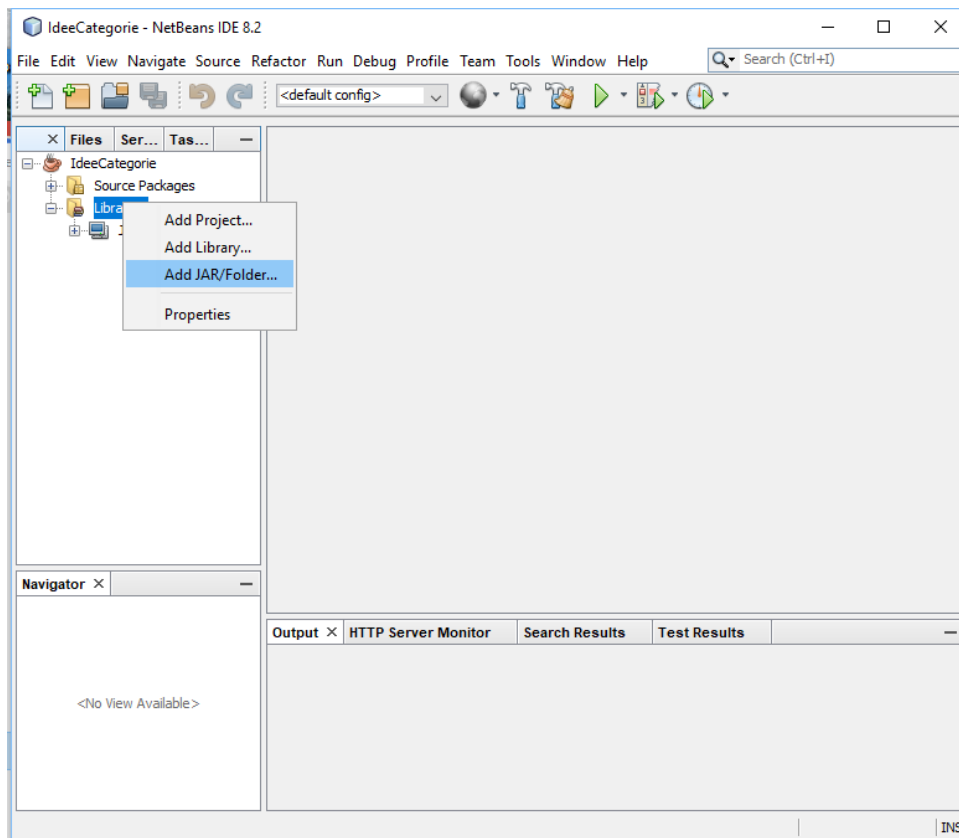 IdeeCategorie - NetBeans IDE 8.2
File Edit View Navigate Source Refactor Run Debug Profile Team Tools Window Help
Search (Ctrl+I)
<default config>
Files Ser... Tas...
IdeeCategorie
Source Packages
Add Project...
Add Library...
Add JAR/Folder...
Properties
Navigator
<No View Available>
Output HTTP Server Monitor Search Results Test Results
INS